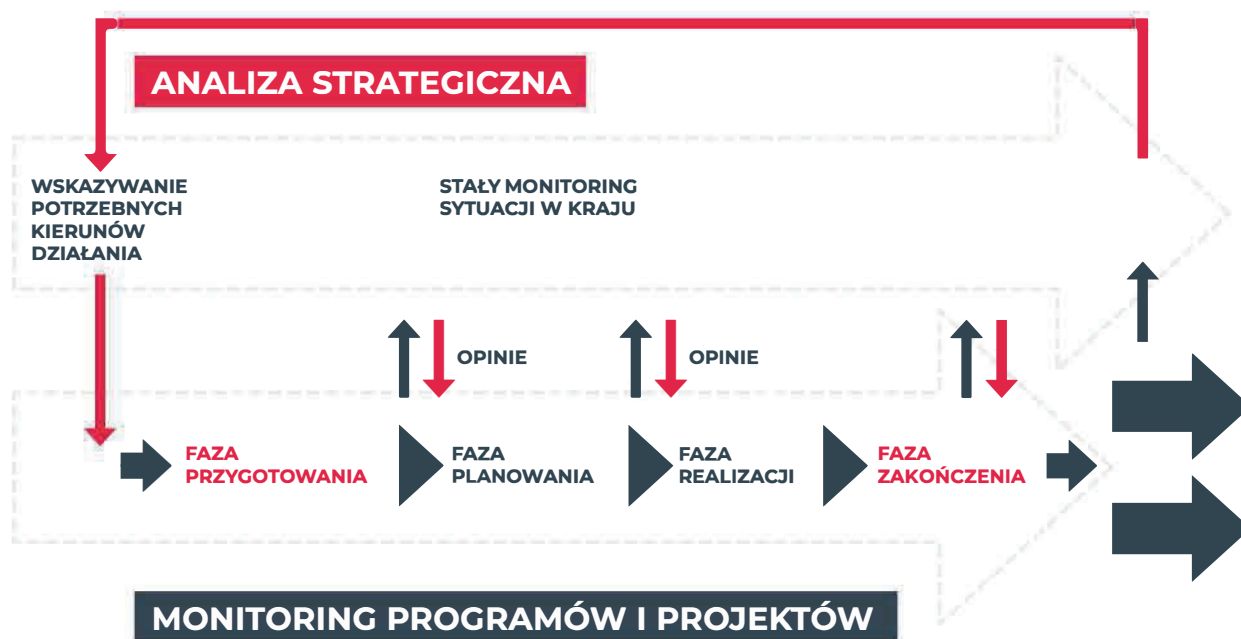 ANALIZA STRATEGICZNA
WSKAZYWANIE
POTRZEBNYCH
KIERUNÓW
DZIAŁANIA
STAŁY MONITORING
SYTUACJI W KRAJU
OPINIE
OPINIE
FAZA
PRZYGOTOWANIA
FAZA
PLANOWANIA
FAZA
REALIZACJI
FAZA
ZAKOŃCZENIA
MONITORING PROGRAMÓW I PROJEKTÓW